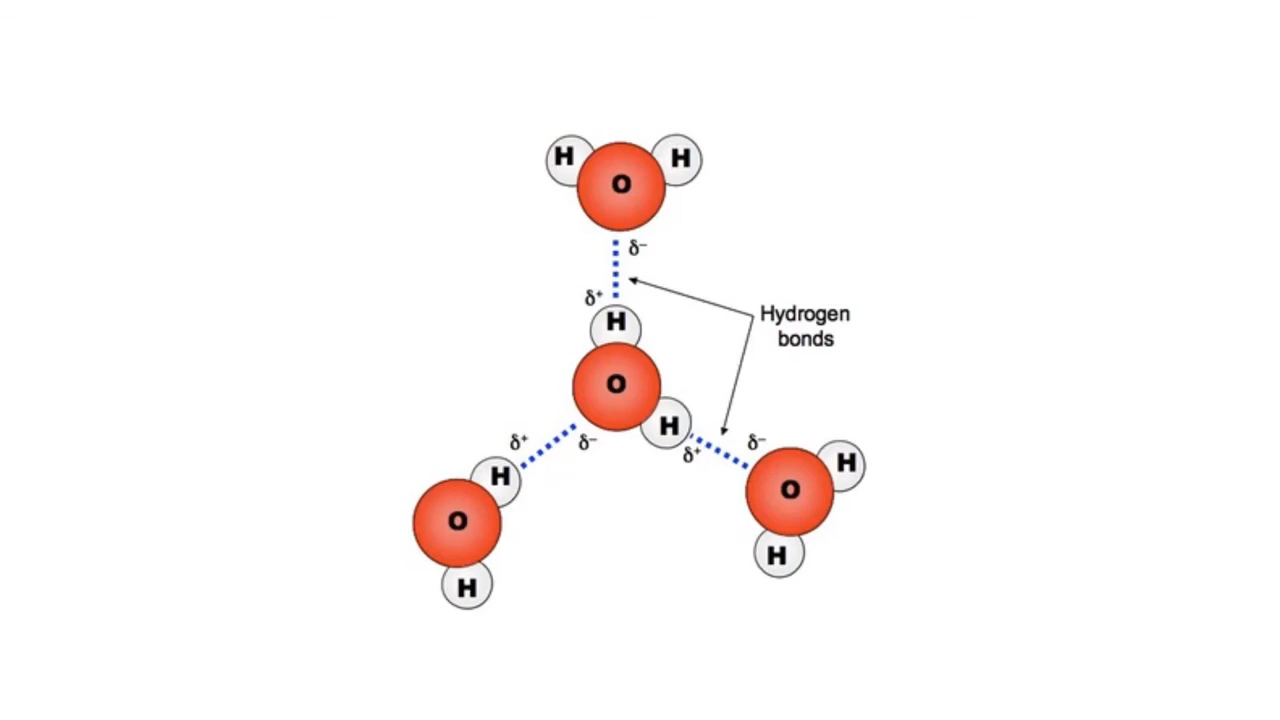 H O H
δ⁻
δ⁺
H
Hydrogen
bonds
O
H
δ⁺ δ⁻ δ⁺ δ⁻
H O H
H O
H
H